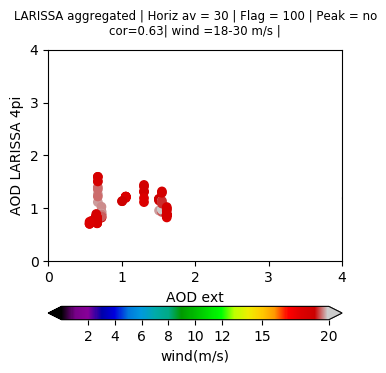 LARISSA aggregated | Horiz av = 30 | Flag = 100 | Peak = no
cor=0.63| wind =18-30 m/s |
4
3
2
1
0
AOD LARISSA 4pi
0 1 2 3 4
AOD ext
2 4 6 8 10 12 14 20
wind(m/s)